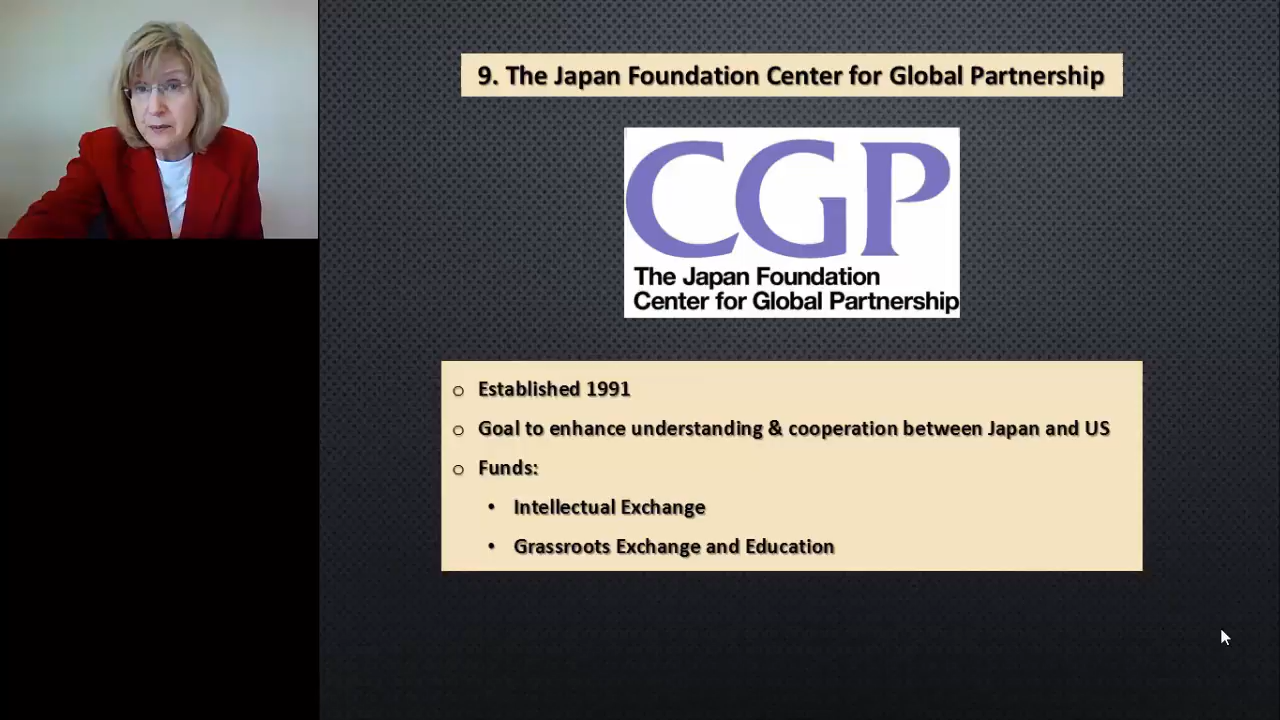 9. The Japan Foundation Center for Global Partnership
CGP
The Japan Foundation
Center for Global Partnership
o Established 1991
o Goal to enhance understanding & cooperation between Japan and US
o Funds:
• Intellectual Exchange
• Grassroots Exchange and Education